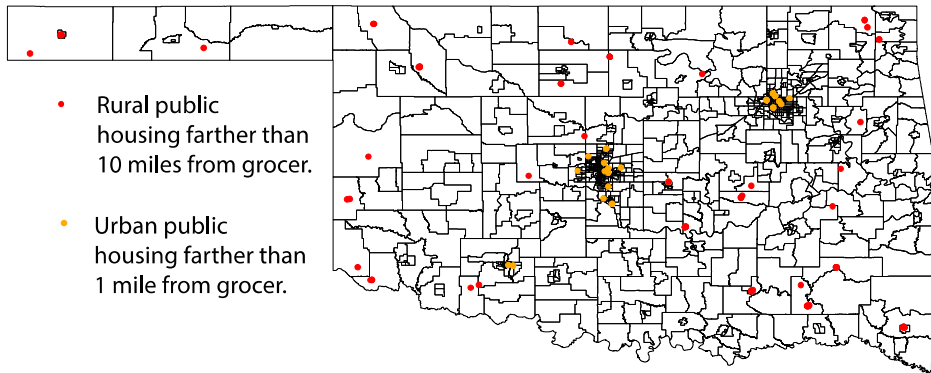 Rural public
housing farther than
10 miles from grocer.
Urban public
housing farther than
1 mile from grocer.